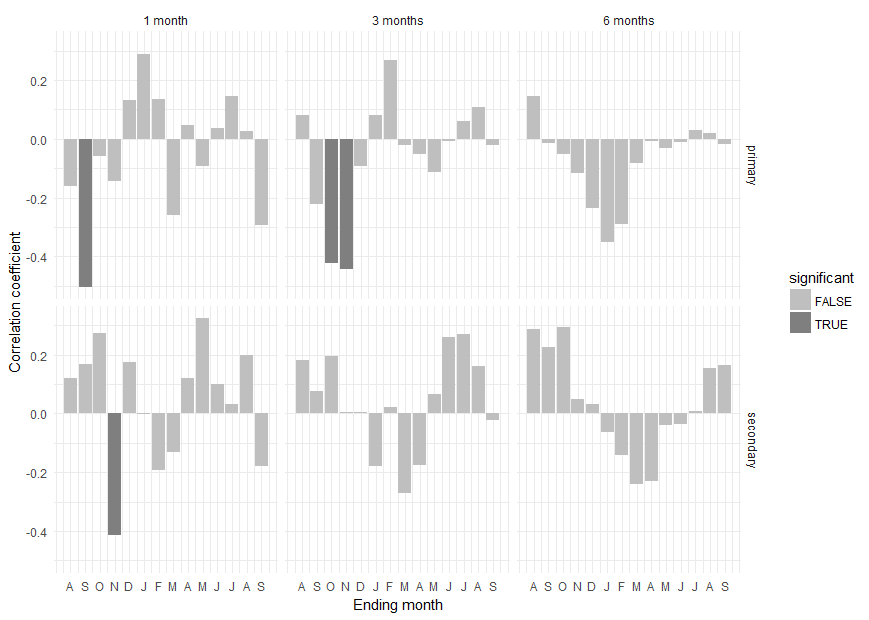 1 month 3 months 6 months
0.2
0.0
-0.2
-0.4
primary
0.2
0.0
-0.2
-0.4
secondary
Correlation coefficient
A S O N D J F M A M J J A S A S O N D J F M A M J J A S A S O N D J F M A M J J A S
Ending month
significant
FALSE
TRUE